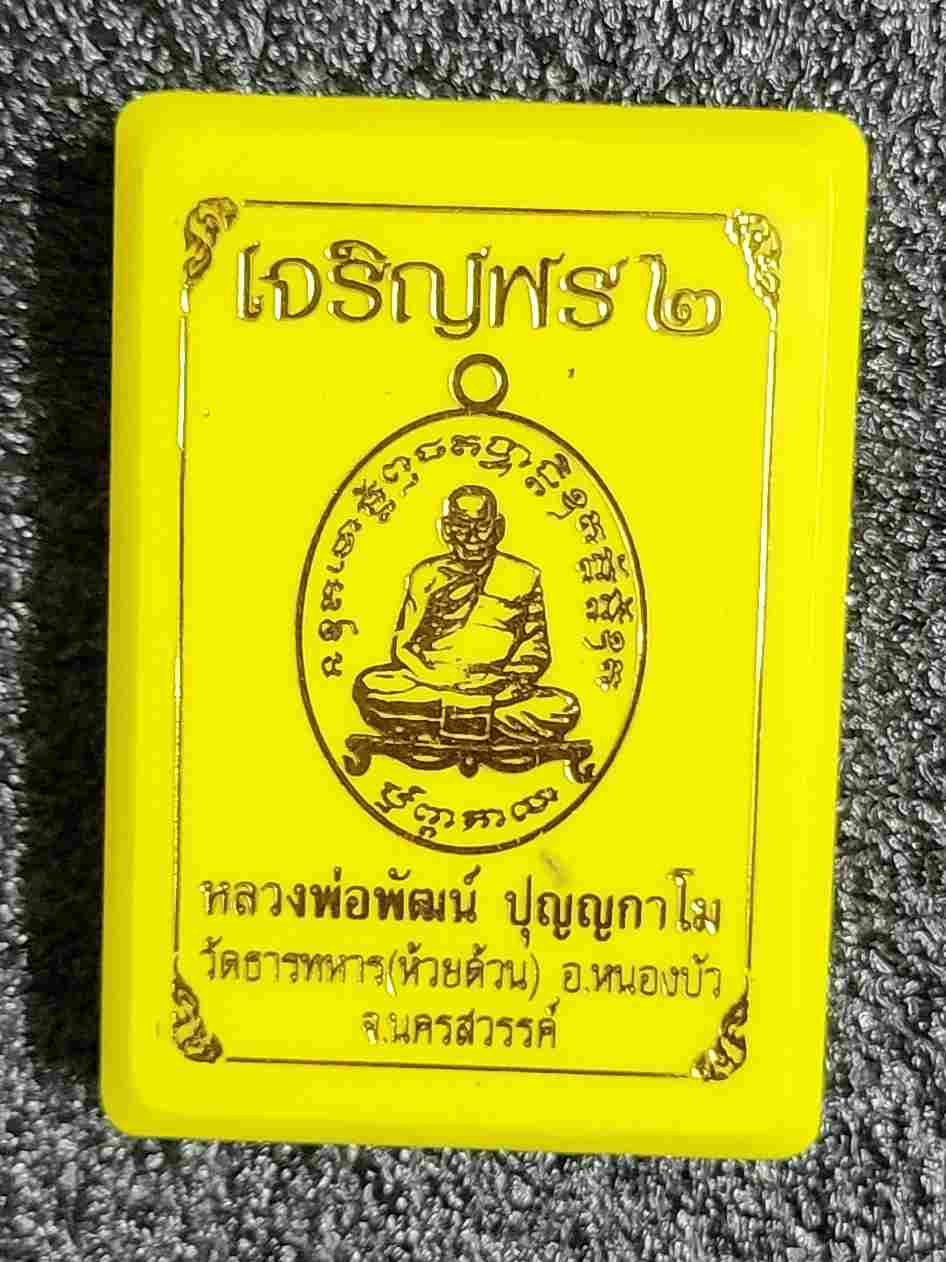 เจริญพร ๒
หลวงพ่อพัฒน์ ปุญญกาโม
วัดธารทหาร(ห้วยด้วน) อ.หนองบัว
จ.นครสวรรค์